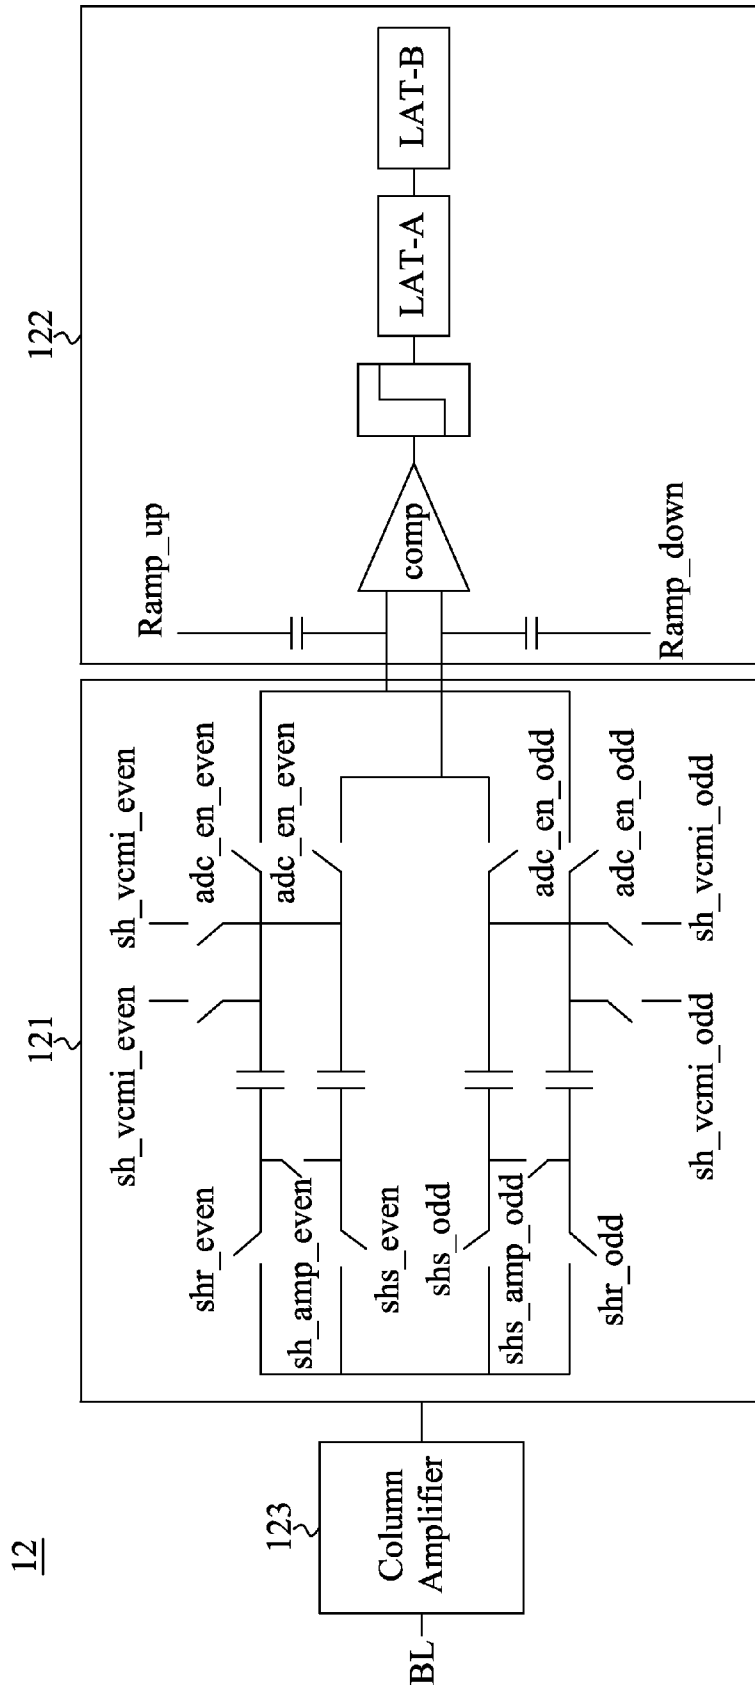 12
BL
123
Column
Amplifier
121
shr_even
sh_amp_even
shs_even
shs_odd
shs_amp_odd
shr_odd
sh_vcmi_even
sh_vcmi_even
adc_en_even
adc_en_even
adc_en_odd
adc_en_odd
sh_vcmi_odd
sh_vcmi_odd
122
Ramp_up
comp
Ramp_down
LAT-A
LAT-B